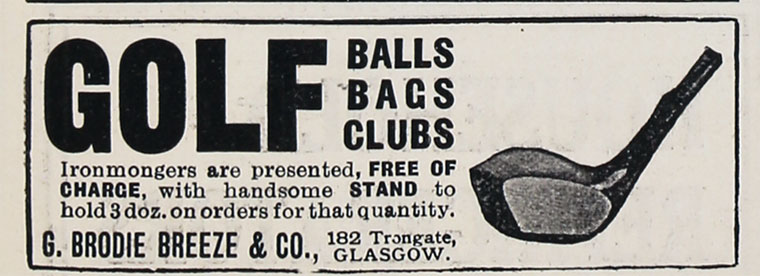 GOLF BALLS
BAGS
CLUBS
Ironmongers are presented, FREE OF
CHARGE, with handsome STAND to
hold 3 doz. on orders for that quantity.
G. BRODIE BREEZE & CO., 182 Trongate,
GLASGOW.